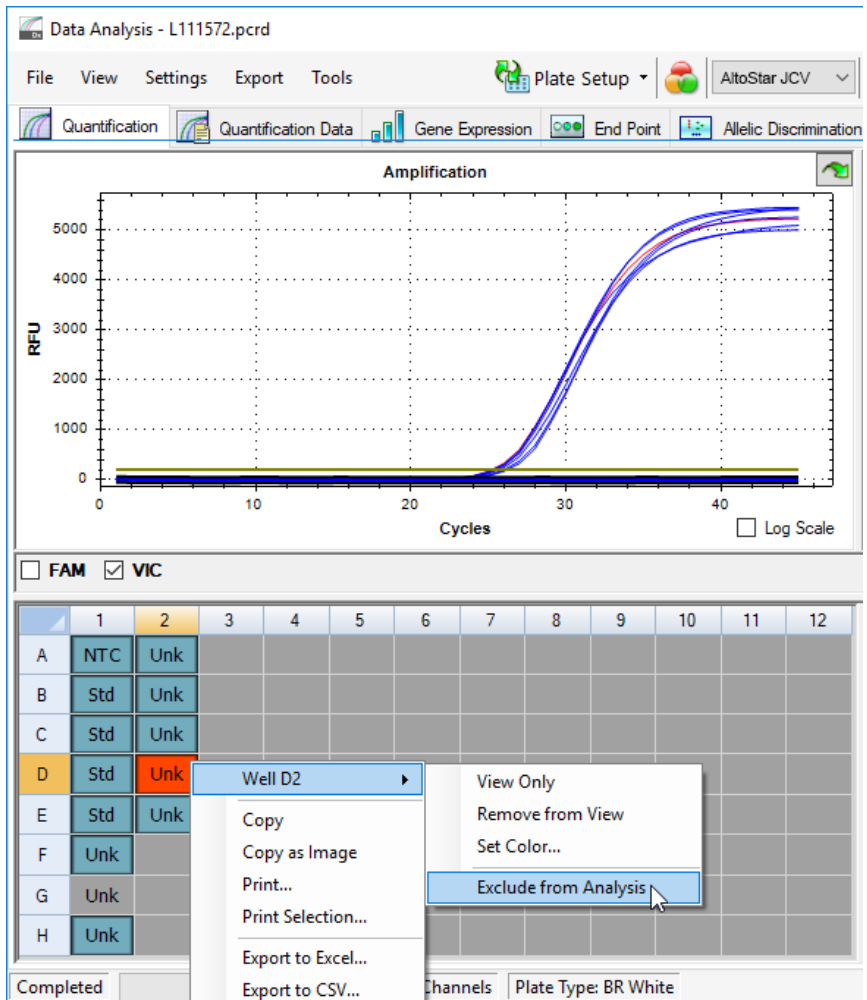 Data Analysis - L111572.pcrd
File View Settings Export Tools Plate Setup AltoStar JCV
Quantification Quantification Data Gene Expression End Point Allelic Discrimination
Amplification
5000
4000
3000
2000
1000
0
RFU
0 10 20 30 40
Cycles
Log Scale
FAM VIC
1 2 3 4 5 6 7 8 9 10 11 12
A NTC Unk
B Std Unk
C Std Unk
D Std Unk
E Std Unk
F Unk
G Unk
H Unk
Well D2
Copy
Copy as Image
Print...
Print Selection...
Export to Excel...
Export to CSV...
View Only
Remove from View
Set Color...
Exclude from Analysis
Completed Channels Plate Type: BR White